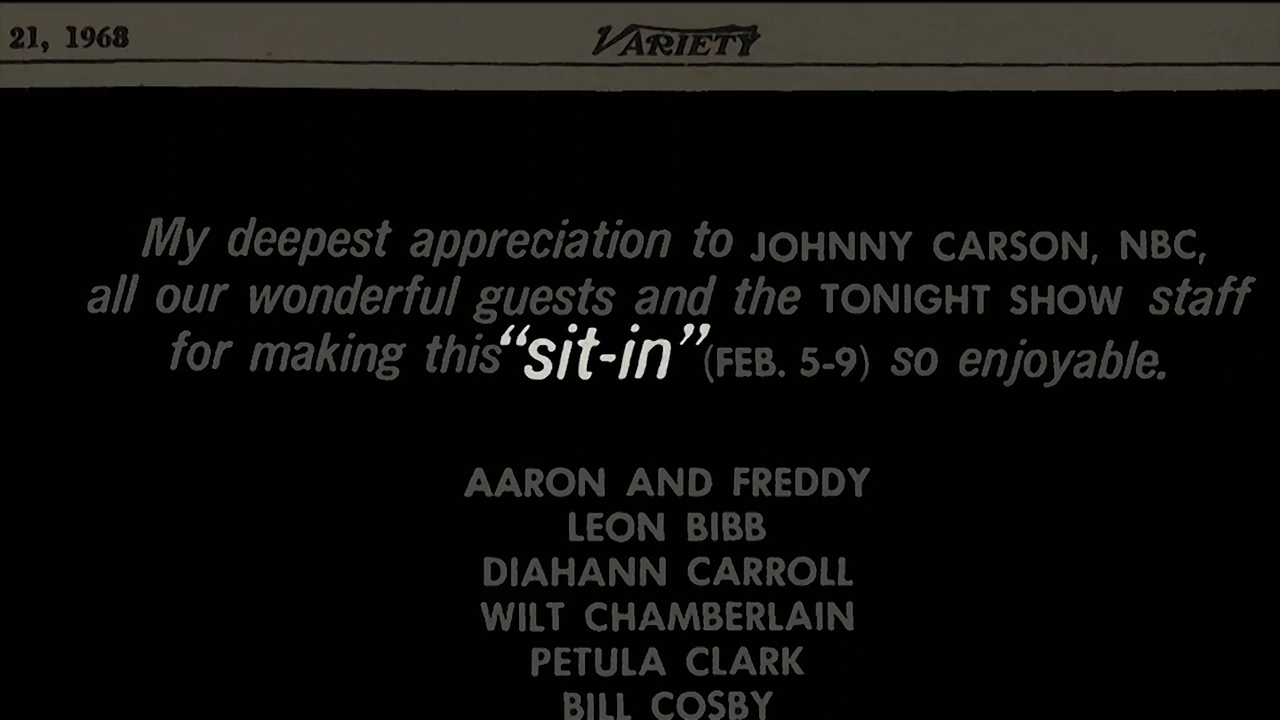 21, 1968
VARIETY
My deepest appreciation to JOHNNY CARSON, NBC,
all our wonderful guests and the TONIGHT SHOW staff
for making this “sit-in” (FEB. 5-9) so enjoyable.
AARON AND FREDDY
LEON BIBB
DIAHANN CARROLL
WILT CHAMBERLAIN
PETULA CLARK
BILL COSBY